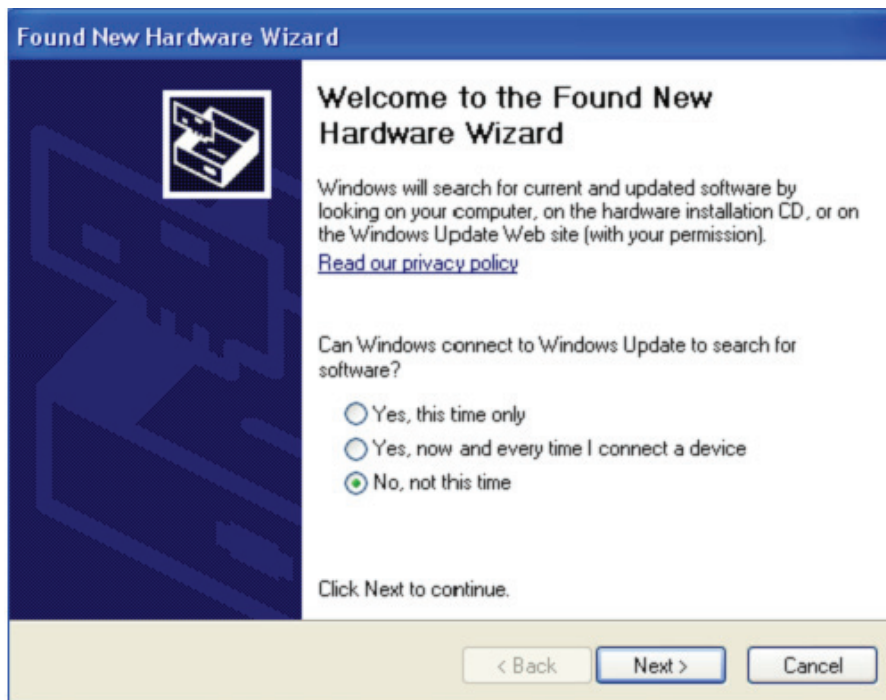 Found New Hardware Wizard
Welcome to the Found New
Hardware Wizard
Windows will search for current and updated software by
looking on your computer, on the hardware installation CD, or on
the Windows Update Web site (with your permission).
Read our privacy policy
Can Windows connect to Windows Update to search for
software?
Yes, this time only
Yes, now and every time I connect a device
No, not this time
Click Next to continue.
< Back Next > Cancel